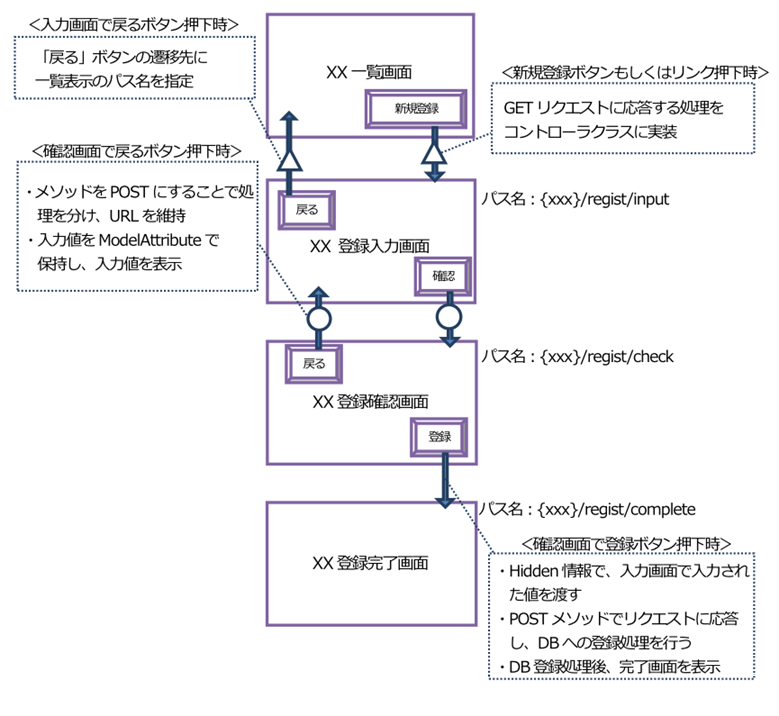 ＜入力画面で戻るボタン押下時＞
「戻る」ボタンの遷移先に
一覧表示のパス名を指定
XX 一覧画面
新規登録
＜新規登録ボタンもしくはリンク押下時＞
GET リクエストに応答する処理を
コントローラクラスに実装
＜確認画面で戻るボタン押下時＞
・メソッドを POST にすることで処
理を分け、URL を維持
・入力値を ModelAttribute で
保持し、入力値を表示
パス名：{xxx}/regist/input
戻る
XX 登録入力画面
確認
パス名：{xxx}/regist/check
戻る
XX 登録確認画面
登録
パス名：{xxx}/regist/complete
XX 登録完了画面
＜確認画面で登録ボタン押下時＞
・Hidden 情報で、入力画面で入力され
た値を渡す
・POST メソッドでリクエストに応答
し、DB への登録処理を行う
・DB 登録処理後、完了画面を表示